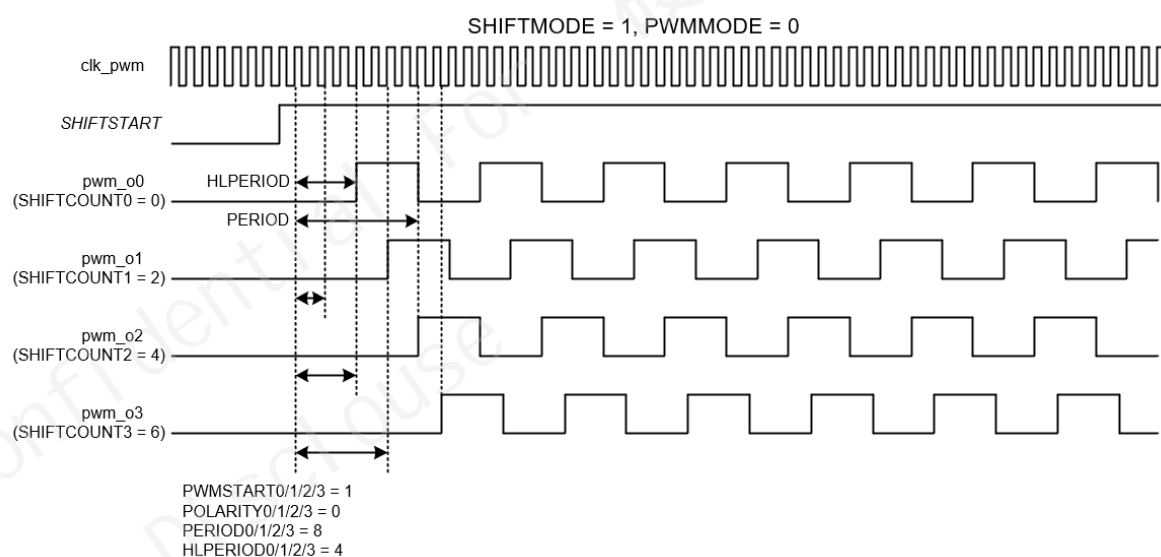 SHIFTMODE = 1, PWMMODE = 0
clk_pwm
SHIFTSTART
pwm_o0
(SHIFTCOUNT0 = 0)
HLPERIOD
PERIOD
pwm_o1
(SHIFTCOUNT1 = 2)
pwm_o2
(SHIFTCOUNT2 = 4)
pwm_o3
(SHIFTCOUNT3 = 6)
PWMSTART0/1/2/3 = 1
POLARITY0/1/2/3 = 0
PERIOD0/1/2/3 = 8
HLPERIOD0/1/2/3 = 4